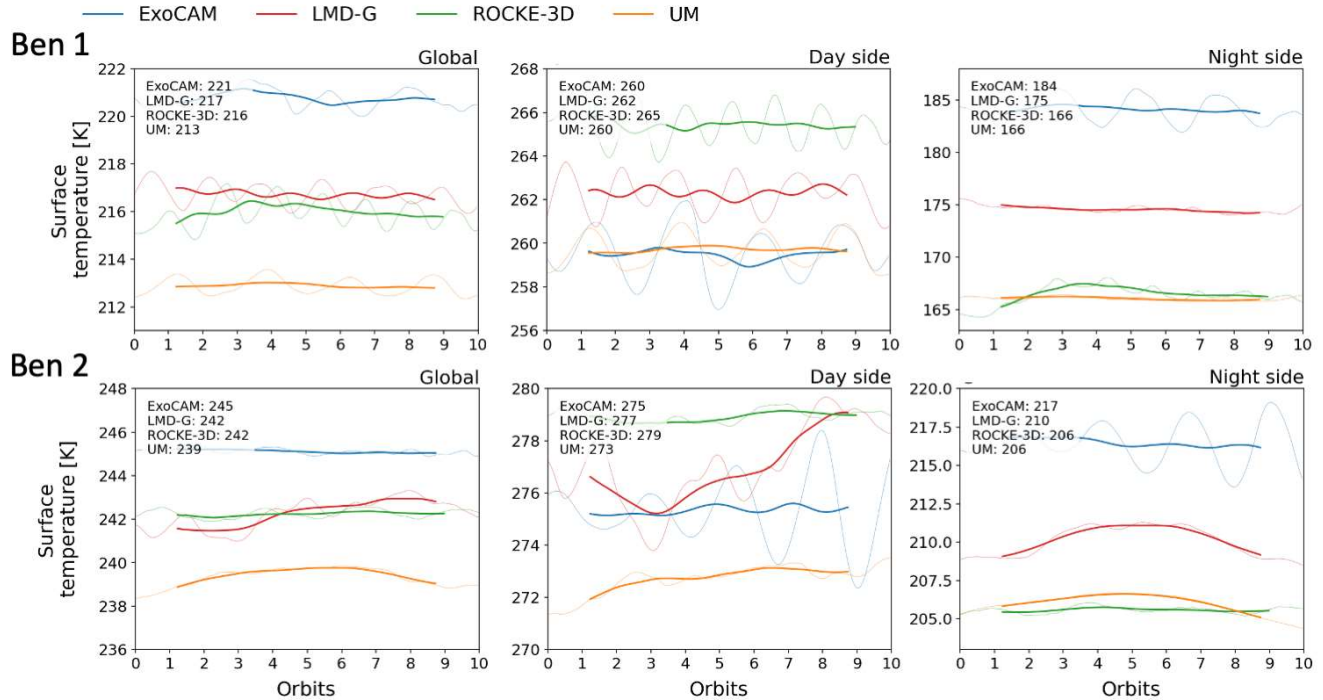 ExoCAM LMD-G ROCKE-3D UM
Ben 1
Global
Day side
Night side
Surface
temperature [K]
222
220
218
216
214
212
ExoCAM: 221
LMD-G: 217
ROCKE-3D: 216
UM: 213
0 1 2 3 4 5 6 7 8 9 10
268
266
264
262
260
258
256
ExoCAM: 260
LMD-G: 262
ROCKE-3D: 265
UM: 260
0 1 2 3 4 5 6 7 8 9 10
185
180
175
170
165
ExoCAM: 184
LMD-G: 175
ROCKE-3D: 166
UM: 166
0 1 2 3 4 5 6 7 8 9 10
Ben 2
Global
Day side
Night side
Surface
temperature [K]
248
246
244
242
240
238
236
ExoCAM: 245
LMD-G: 242
ROCKE-3D: 242
UM: 239
0 1 2 3 4 5 6 7 8 9 10
Orbits
280
278
276
274
272
270
ExoCAM: 275
LMD-G: 277
ROCKE-3D: 279
UM: 273
0 1 2 3 4 5 6 7 8 9 10
Orbits
220.0
217.5
215.0
212.5
210.0
207.5
205.0
ExoCAM: 217
LMD-G: 210
ROCKE-3D: 206
UM: 206
0 1 2 3 4 5 6 7 8 9 10
Orbits